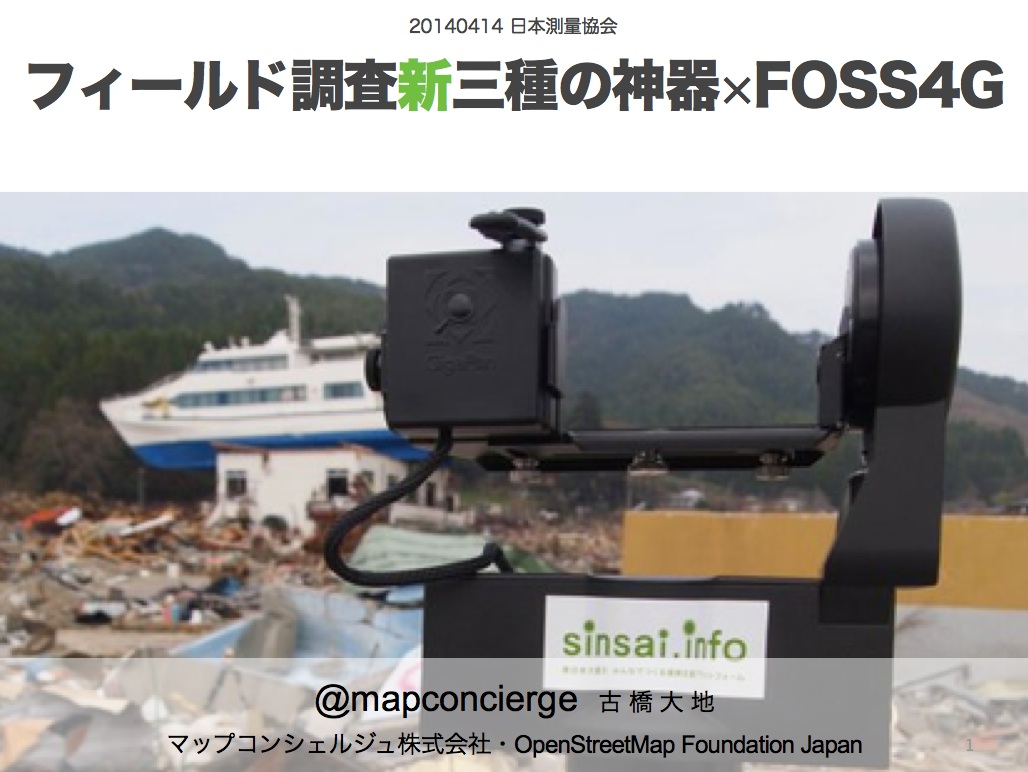 20140414 日本測量協会
フィールド調査新三種の神器×FOSS4G
GigaPan
sinsai.info
@mapconcierge 古橋大地
マップコンシェルジュ株式会社・OpenStreetMap Foundation Japan
1